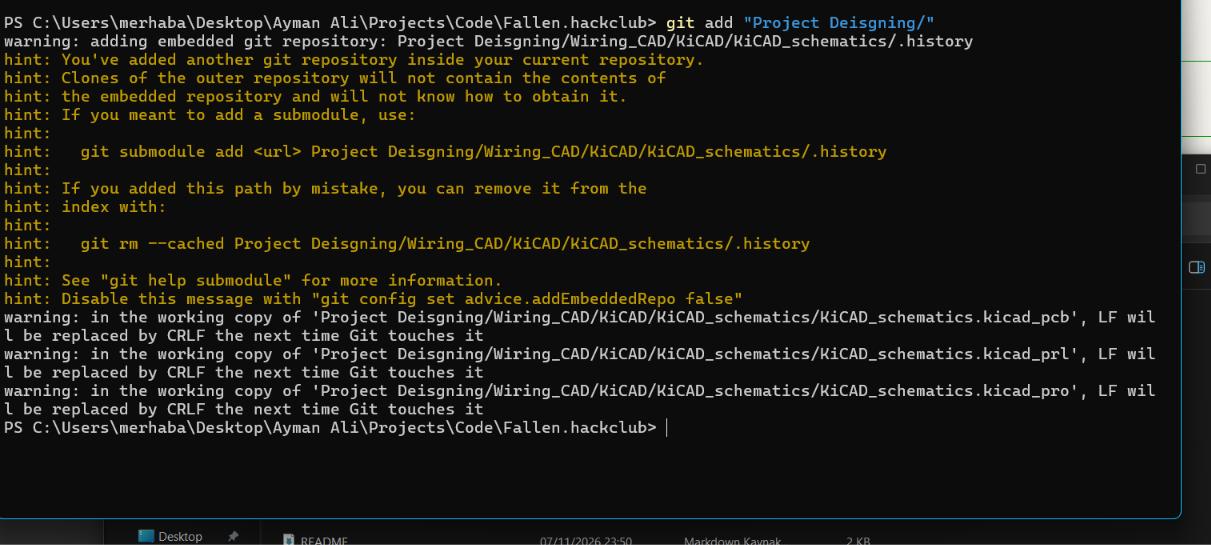 PS C:\Users\merhaba\Desktop\Ayman Ali\Projects\Code\Fallen.hackclub> git add "Project Deisgning/"
warning: adding embedded git repository: Project Deisgning/Wiring_CAD/KiCAD/KiCAD_schematics/.history
hint: You've added another git repository inside your current repository.
hint: Clones of the outer repository will not contain the contents of
hint: the embedded repository and will not know how to obtain it.
hint: If you meant to add a submodule, use:
hint:
hint:   git submodule add <url> Project Deisgning/Wiring_CAD/KiCAD/KiCAD_schematics/.history
hint:
hint: If you added this path by mistake, you can remove it from the
hint: index with:
hint:
hint:   git rm --cached Project Deisgning/Wiring_CAD/KiCAD/KiCAD_schematics/.history
hint:
hint: See "git help submodule" for more information.
hint: Disable this message with "git config set advice.addEmbeddedRepo false"
warning: in the working copy of 'Project Deisgning/Wiring_CAD/KiCAD/KiCAD_schematics/KiCAD_schematics.kicad_pcb', LF wil
l be replaced by CRLF the next time Git touches it
warning: in the working copy of 'Project Deisgning/Wiring_CAD/KiCAD/KiCAD_schematics/KiCAD_schematics.kicad_prl', LF wil
l be replaced by CRLF the next time Git touches it
warning: in the working copy of 'Project Deisgning/Wiring_CAD/KiCAD/KiCAD_schematics/KiCAD_schematics.kicad_pro', LF wil
l be replaced by CRLF the next time Git touches it
PS C:\Users\merhaba\Desktop\Ayman Ali\Projects\Code\Fallen.hackclub>
Desktop README 07/11/2026 23:50 Markdown Kaynak 2 KB